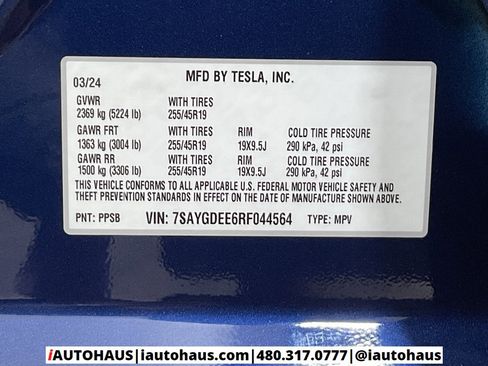 MFD BY TESLA, INC.
03/24
GVWR WITH TIRES
2369 kg (5224 lb) 255/45R19
GAWR FRT WITH TIRES RIM COLD TIRE PRESSURE
1363 kg (3004 lb) 255/45R19 19X9.5J 290 kPa, 42 psi
GAWR RR WITH TIRES RIM COLD TIRE PRESSURE
1500 kg (3306 lb) 255/45R19 19X9.5J 290 kPa, 42 psi
THIS VEHICLE CONFORMS TO ALL APPLICABLE U.S. FEDERAL MOTOR VEHICLE SAFETY AND
THEFT PREVENTION STANDARDS IN EFFECT ON THE DATE OF MANUFACTURE SHOWN ABOVE.
PNT: PPSB VIN: 7SAYGDEE6RF044564 TYPE: MPV
iAUTOHAUS|iautohaus.com|480.317.0777|@iautohaus